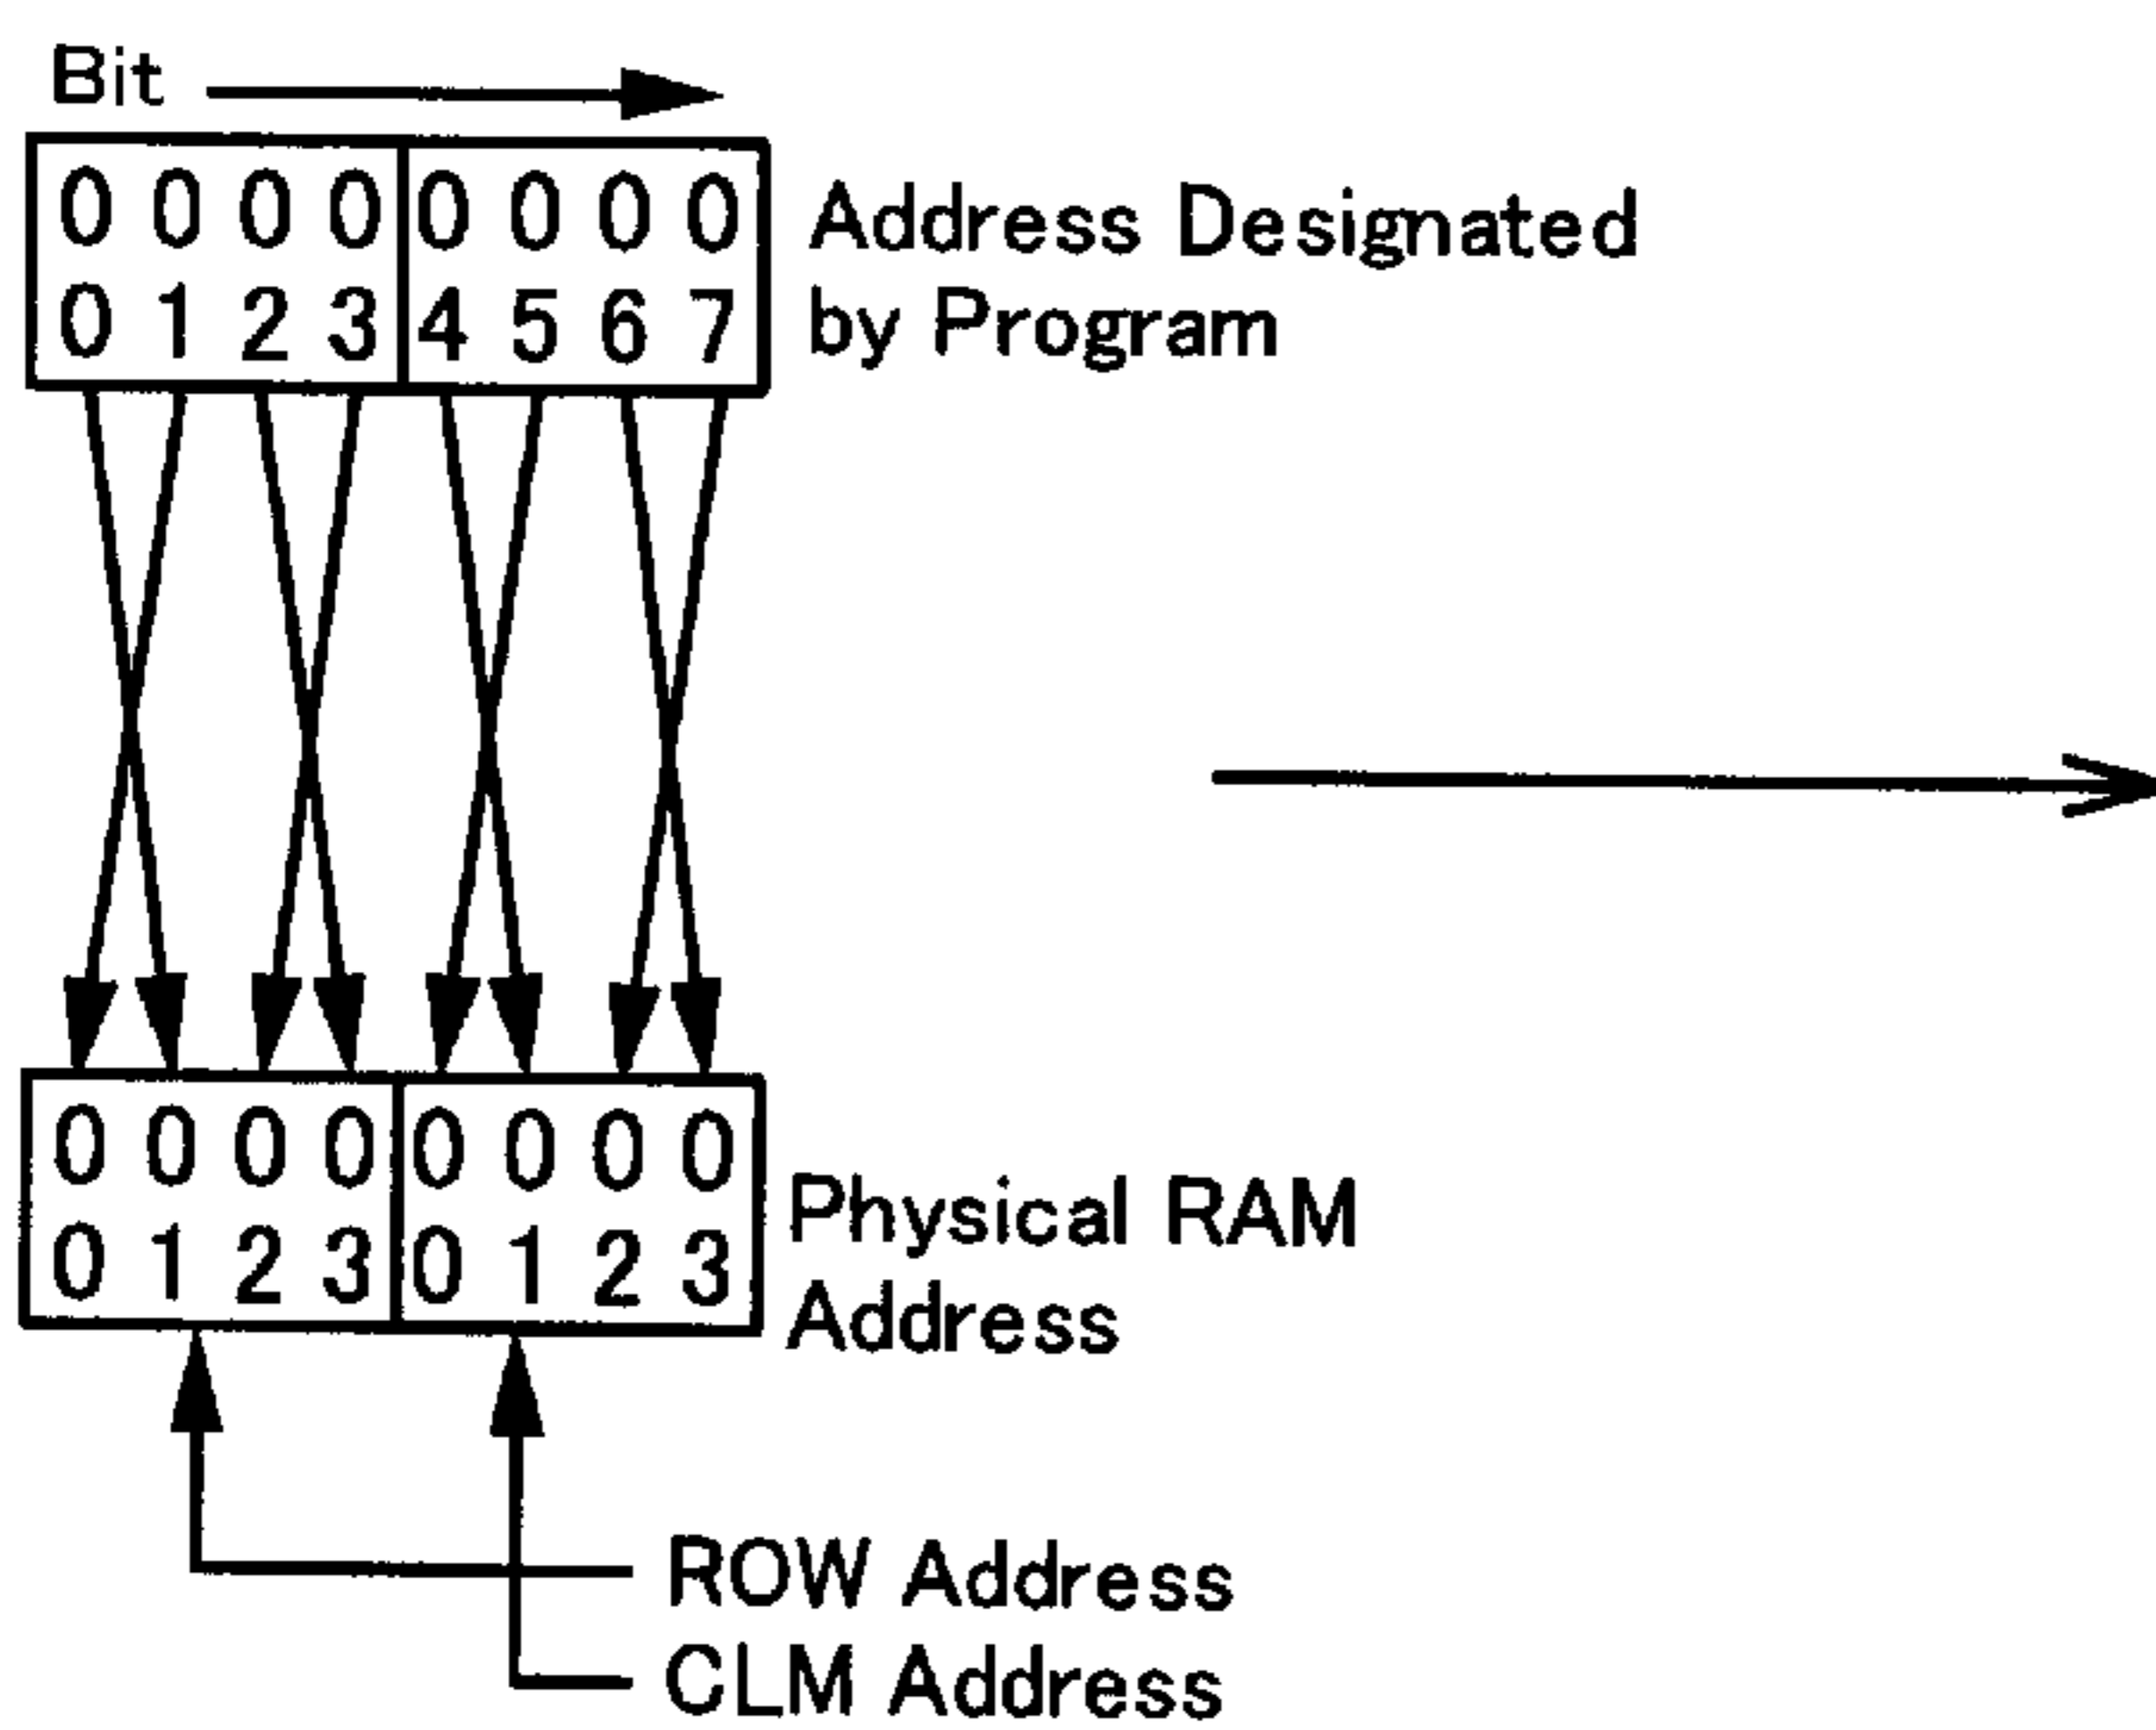 Bit
0 0 0 0 0 0 0 0
0 1 2 3 4 5 6 7
Address Designated
by Program
0 0 0 0 0 0 0 0
0 1 2 3 0 1 2 3
Physical RAM
Address
ROW Address
CLM Address